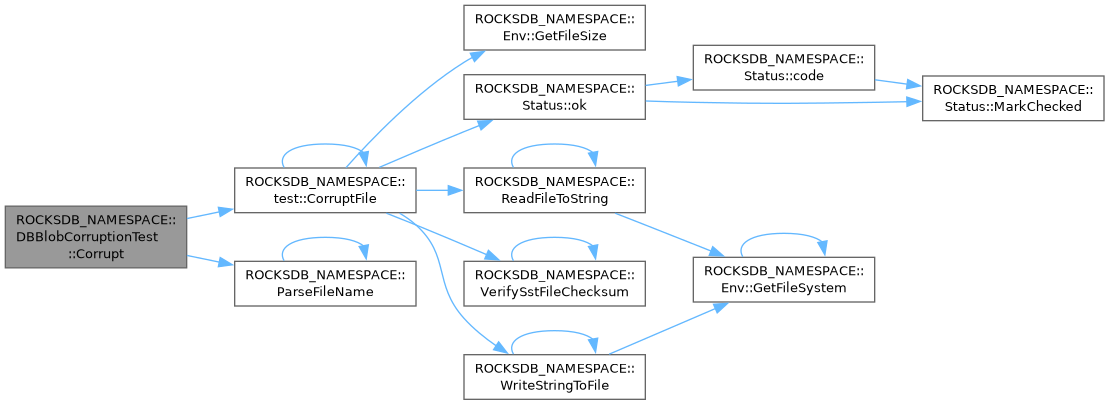 ROCKSDB_NAMESPACE::
DBBlobCorruptionTest
::Corrupt
ROCKSDB_NAMESPACE::
test::CorruptFile
ROCKSDB_NAMESPACE::
ParseFileName
ROCKSDB_NAMESPACE::
Env::GetFileSize
ROCKSDB_NAMESPACE::
Status::ok
ROCKSDB_NAMESPACE::
ReadFileToString
ROCKSDB_NAMESPACE::
VerifySstFileChecksum
ROCKSDB_NAMESPACE::
WriteStringToFile
ROCKSDB_NAMESPACE::
Status::code
ROCKSDB_NAMESPACE::
Env::GetFileSystem
ROCKSDB_NAMESPACE::
Status::MarkChecked